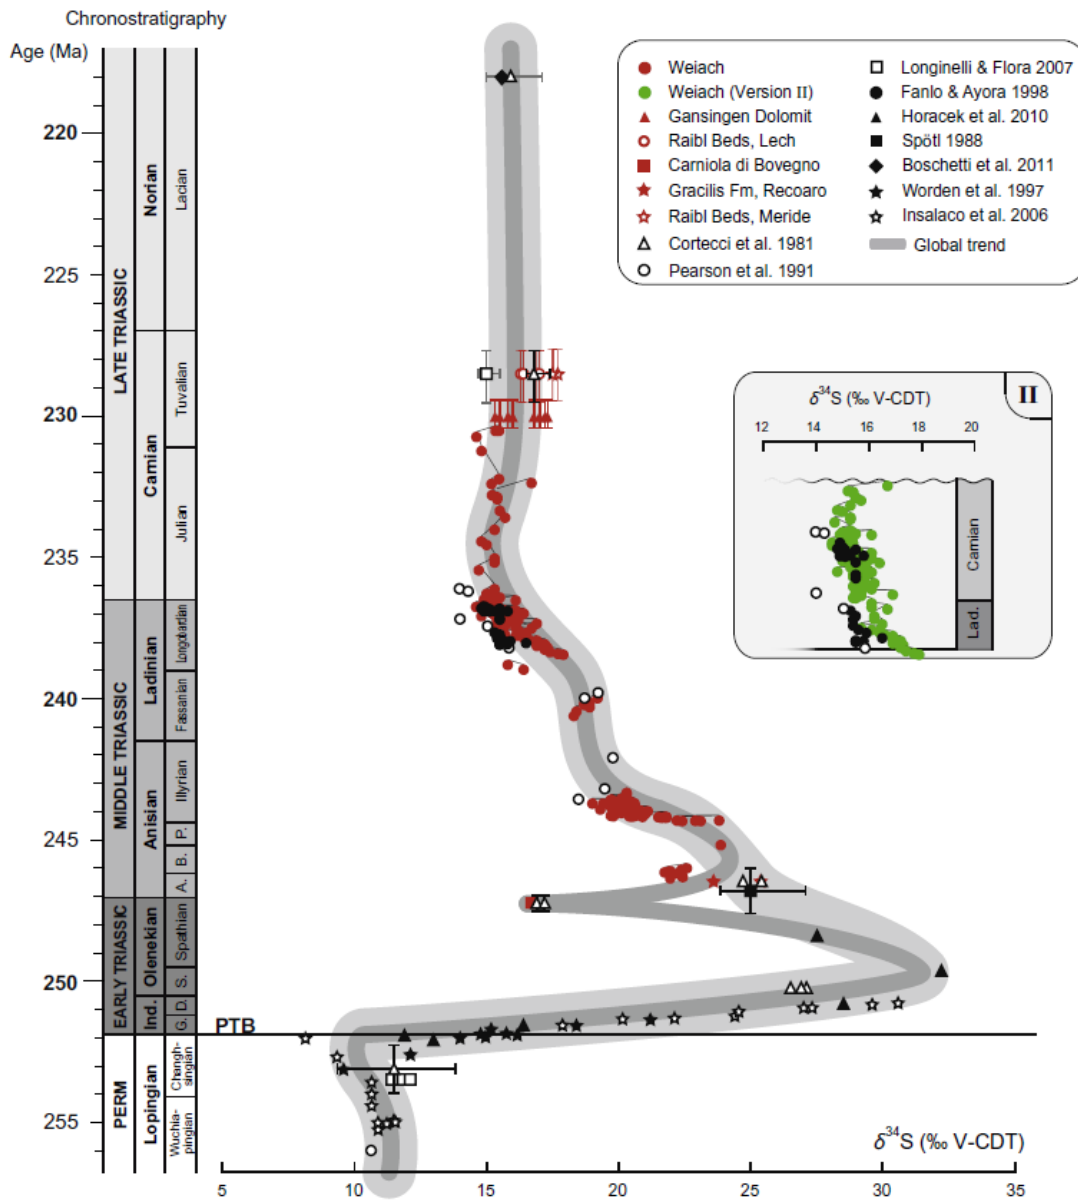 Chronostratigraphy
Age (Ma)
220
225
230
235
240
245
250
255
LATE TRIASSIC
MIDDLE TRIASSIC
EARLY TRIASSIC
PERM
Norian
Carnian
Ladinian
Anisian
Olenekian
Ind.
Lopingian
Lacian
Tuvalian
Julian
Longobardian
Fassanian
Illyrian
P.
B.
A.
Spathian
S.
D.
G.
Changh-
singian
Wuchia-
pingian
PTB
Weiach
Weiach (Version II)
Gansingen Dolomit
Raibl Beds, Lech
Carniola di Bovegno
Gracilis Fm, Recoaro
Raibl Beds, Meride
Cortecci et al. 1981
Pearson et al. 1991
Longinelli & Flora 2007
Fanlo & Ayora 1998
Horacek et al. 2010
Spötl 1988
Boschetti et al. 2011
Worden et al. 1997
Insalaco et al. 2006
Global trend
II
δ³⁴S (‰ V-CDT)
12 14 16 18 20
Carnian
Lad.
δ³⁴S (‰ V-CDT)
5 10 15 20 25 30 35